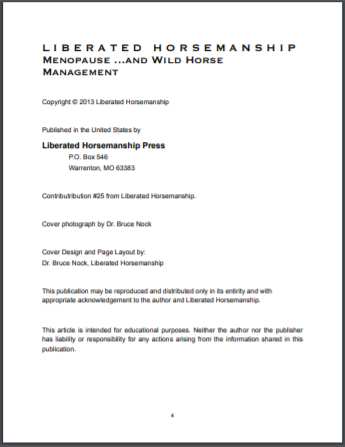 LIBERATED HORSEMANSHIP
MENOPAUSE ...AND WILD HORSE
MANAGEMENT
Copyright © 2013 Liberated Horsemanship
Published in the United States by
Liberated Horsemanship Press
P.O. Box 546
Warrenton, MO 63383
Contributribution #25 from Liberated Horsemanship.
Cover photography by Dr. Bruce Nock
Cover Design and Page Layout by:
Dr. Bruce Nock, Liberated Horsemanship
This publication may be reproduced and distributed only in its entirity and with
appropriate acknowledgement to the author and Liberated Horsemanship.
This article is intended for educational purposes. Neither the author nor the publisher
has liability or responsibility for any actions arising from the information shared in this
publication.
4